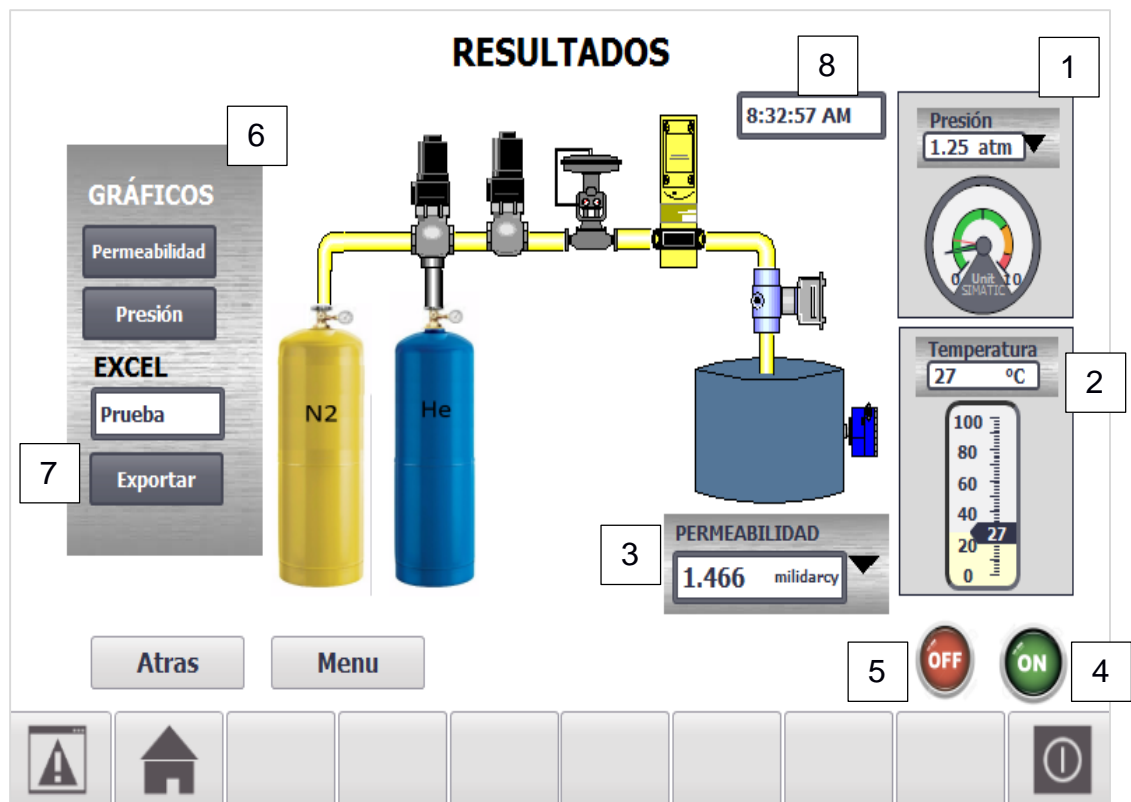 RESULTADOS
8
1
8:32:57 AM
Presión
1.25 atm
6
GRÁFICOS
Permeabilidad
Presión
0 Unit 10
SIMATIC
EXCEL
Prueba
7
Exportar
N2
He
Temperatura
27 ºC
2
100
80
60
40
27
20
0
3
PERMEABILIDAD
1.466 milidarcy
Atras
Menu
5
OFF
ON
4